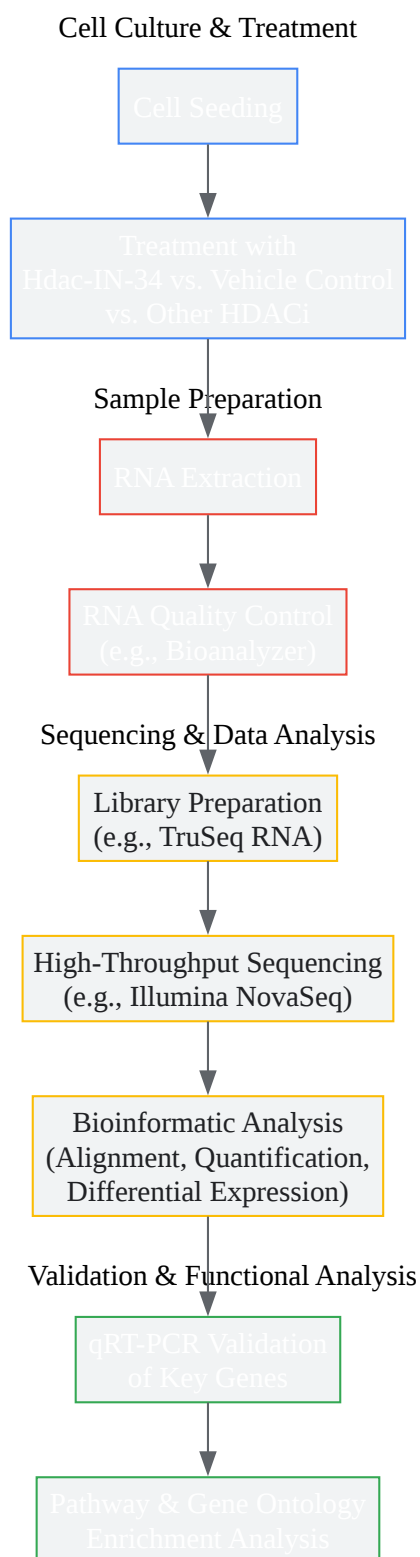 Cell Culture & Treatment
Cell Seeding
Treatment with
Hdac-IN-34 vs. Vehicle Control
vs. Other HDACi
Sample Preparation
RNA Extraction
RNA Quality Control
(e.g., Bioanalyzer)
Sequencing & Data Analysis
Library Preparation
(e.g., TruSeq RNA)
High-Throughput Sequencing
(e.g., Illumina NovaSeq)
Bioinformatic Analysis
(Alignment, Quantification,
Differential Expression)
Validation & Functional Analysis
qRT-PCR Validation
of Key Genes
Pathway & Gene Ontology
Enrichment Analysis